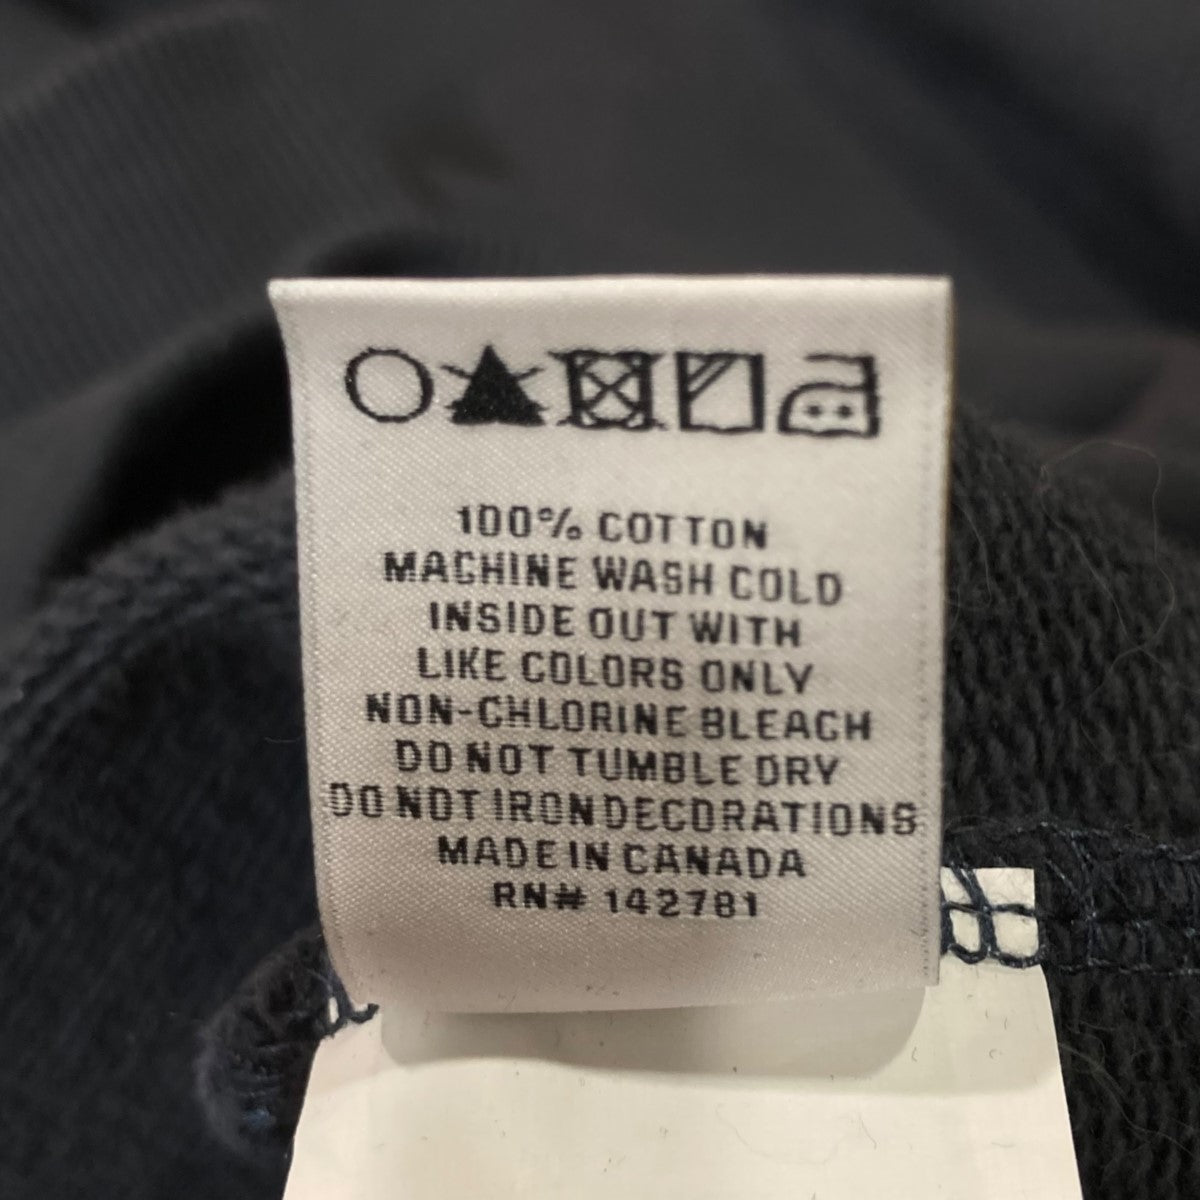 100% COTTON
MACHINE WASH COLD
INSIDE OUT WITH
LIKE COLORS ONLY
NON-CHLORINE BLEACH
DO NOT TUMBLE DRY
DO NOT IRON DECORATIONS
MADE IN CANADA
RN# 142781